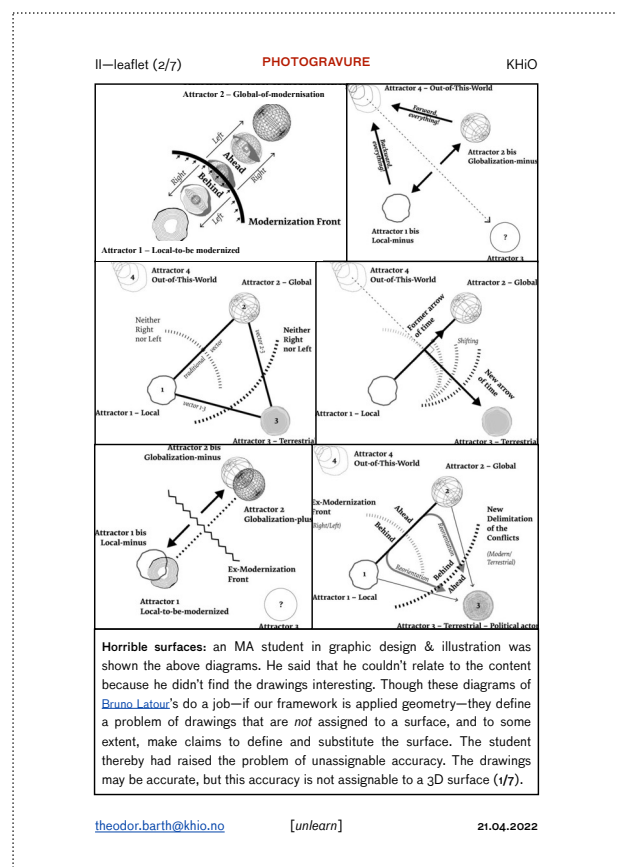 II—leaflet (2/7)
PHOTOGRAVURE
KHiO
Attractor 2 – Global-of-modernisation
Left
Ahead
Right
Right
Behind
Left
Modernization Front
Attractor 1 – Local-to be modernized
Attractor 4 – Out-of-This-World
Forward,
everything!
Attractor 2 bis
Globalization-minus
Backward,
everything!
Attractor 1 bis
Local-minus
?
Attractor 3
4
Attractor 4
Out-of-This-World
Attractor 2 – Global
2
Neither
Right
nor Left
Neither
Right
nor Left
vector
traditional
vector 2-3
1
vector 1-3
3
Attractor 1 – Local
Attractor 3 – Terrestria
Attractor 4
Out-of-This-World
Attractor 2 – Global
Former arrow
of time
Shifting
New arrow
of time
Attractor 1 – Local
Attractor 3 – Terrestria
Attractor 2 bis
Globalization-minus
Attractor 2
Globalization-plus
Attractor 1 bis
Local-minus
Ex-Modernization
Front
Attractor 1
Local-to-be-modernized
?
Attractor 3
4
Attractor 4
Out-of-This-World
Attractor 2 – Global
2
Ex-Modernization
Front
(Right/Left)
Ahead
Behind
Reorientation
New
Delimitation
of the
Conflicts
(Modern/
Terrestrial)
Behind
Ahead
Reorientation
1
3
Attractor 1 – Local
Attractor 3 – Terrestrial – Political actor
Horrible surfaces: an MA student in graphic design & illustration was
shown the above diagrams. He said that he couldn't relate to the content
because he didn't find the drawings interesting. Though these diagrams of
Bruno Latour's do a job—if our framework is applied geometry—they define
a problem of drawings that are not assigned to a surface, and to some
extent, make claims to define and substitute the surface. The student
thereby had raised the problem of unassignable accuracy. The drawings
may be accurate, but this accuracy is not assignable to a 3D surface (1/7).
theodor.barth@khio.no
[unlearn]
21.04.2022